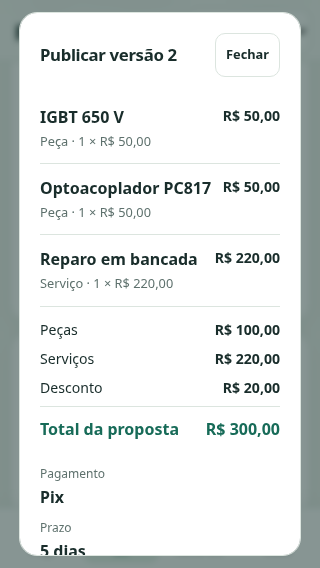 Publicar versão 2
Fechar
IGBT 650 V R$ 50,00
Peça · 1 × R$ 50,00
Optoacoplador PC817 R$ 50,00
Peça · 1 × R$ 50,00
Reparo em bancada R$ 220,00
Serviço · 1 × R$ 220,00
Peças R$ 100,00
Serviços R$ 220,00
Desconto R$ 20,00
Total da proposta R$ 300,00
Pagamento
Pix
Prazo
5 dias